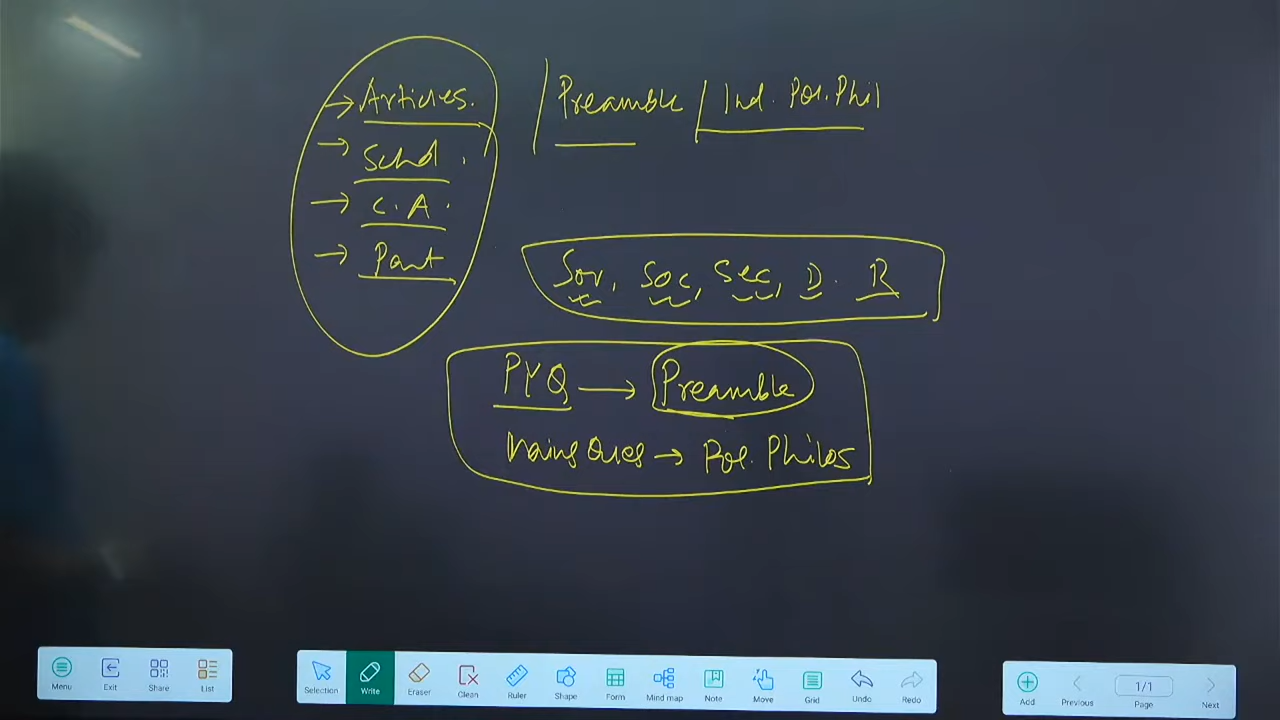 → Articles.
→ Schd.
→ C.A.
→ Part
Preamble / Ind. Pol. Phil
Sov, Soc, Sec, D. R
PYQ → Preamble
Mains Ques → Pol. Philos
Menu
Exit
Share
List
Selection
Write
Eraser
Clean
Ruler
Shape
Form
Mind map
Note
Move
Grid
Undo
Redo
Add
Previous
1/1
Page
Next